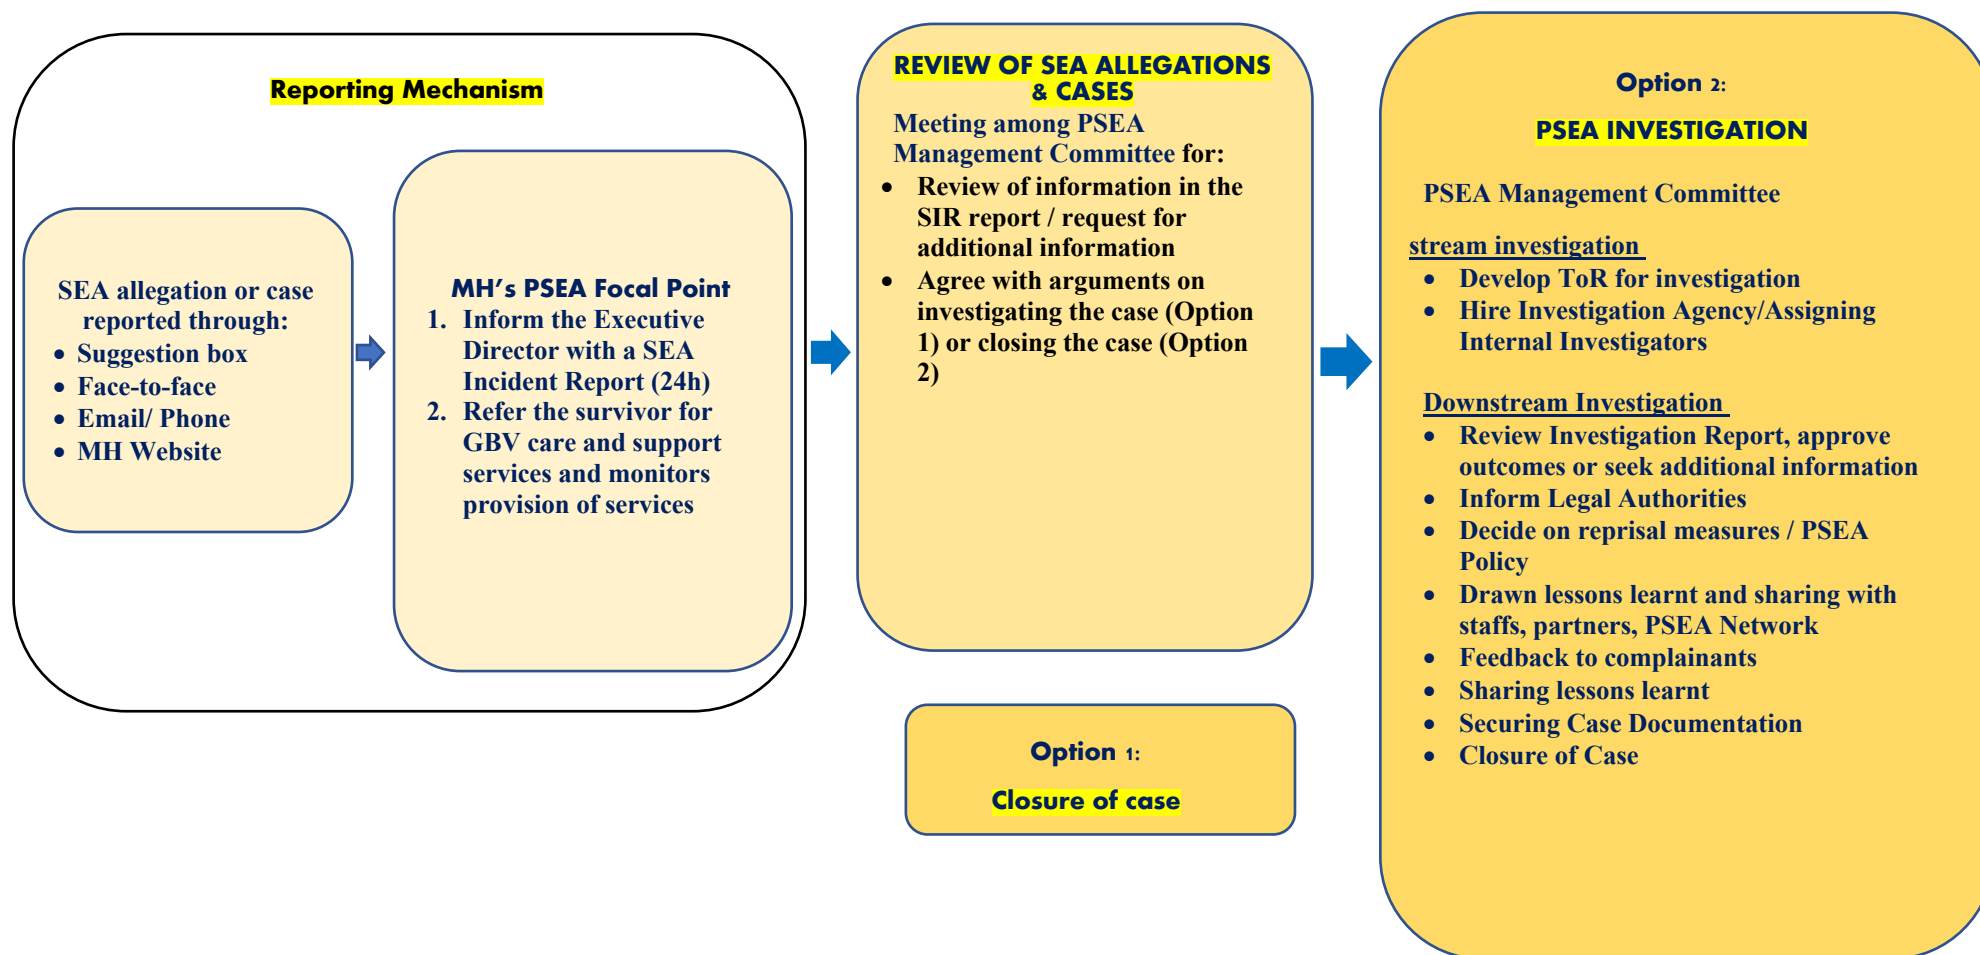 Reporting Mechanism
SEA allegation or case
reported through:
• Suggestion box
• Face-to-face
• Email/ Phone
• MH Website
MH's PSEA Focal Point
1. Inform the Executive
Director with a SEA
Incident Report (24h)
2. Refer the survivor for
GBV care and support
services and monitors
provision of services
REVIEW OF SEA ALLEGATIONS
& CASES
Meeting among PSEA
Management Committee for:
• Review of information in the
SIR report / request for
additional information
• Agree with arguments on
investigating the case (Option
1) or closing the case (Option
2)
Option 1:
Closure of case
Option 2:
PSEA INVESTIGATION
PSEA Management Committee
stream investigation
• Develop ToR for investigation
• Hire Investigation Agency/Assigning
Internal Investigators
Downstream Investigation
• Review Investigation Report, approve
outcomes or seek additional information
• Inform Legal Authorities
• Decide on reprisal measures / PSEA
Policy
• Drawn lessons learnt and sharing with
staffs, partners, PSEA Network
• Feedback to complainants
• Sharing lessons learnt
• Securing Case Documentation
• Closure of Case